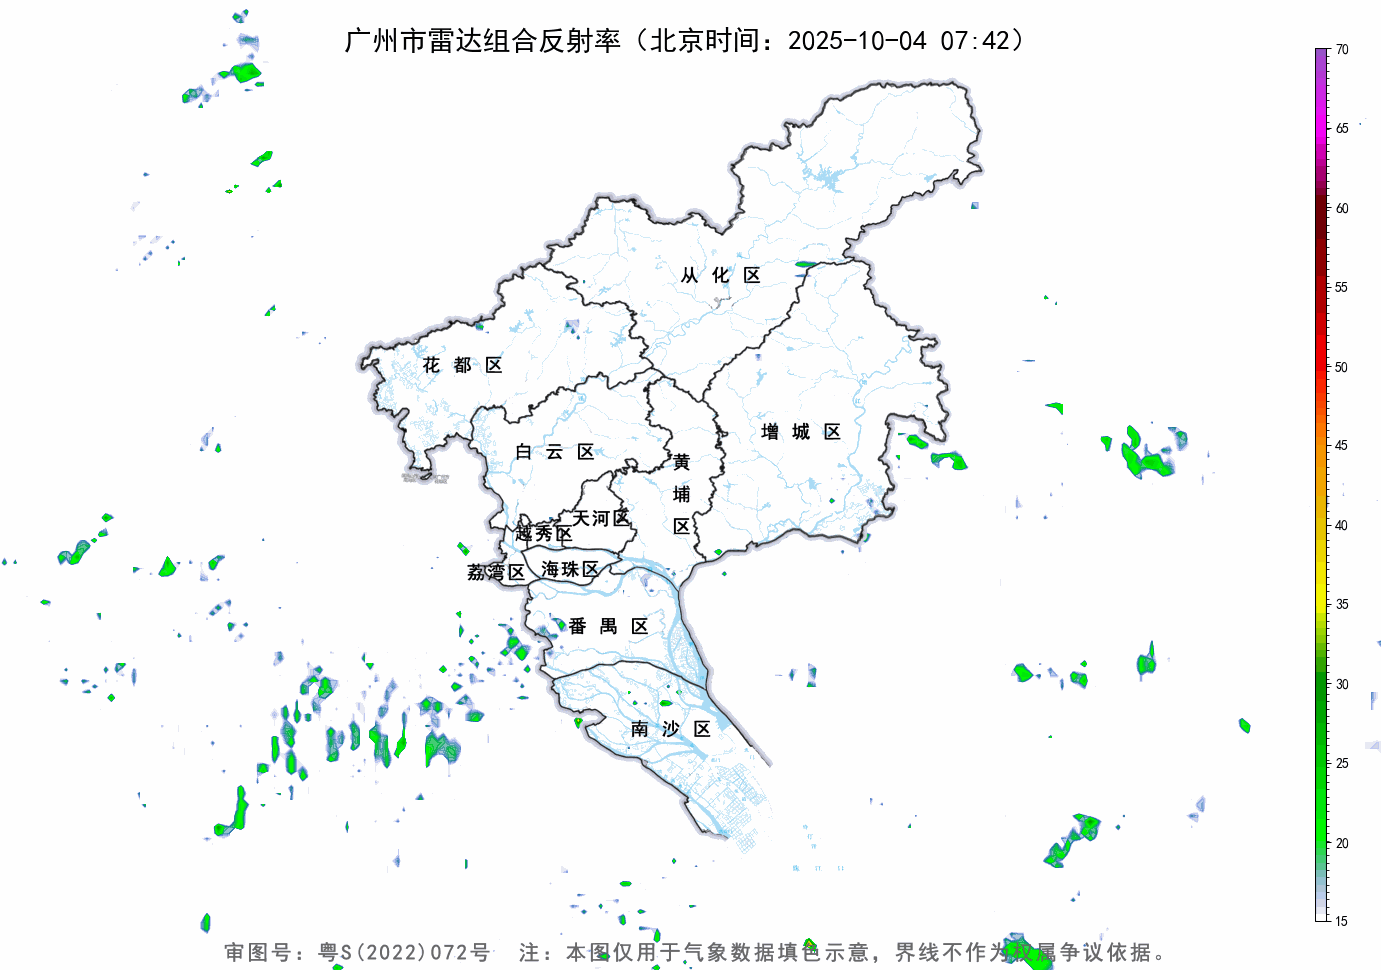 广州市雷达组合反射率（北京时间：2025-10-04 07:42）
70
65
60
55
50
45
40
35
30
25
20
15
从化区
花都区
增城区
白云区
黄埔区
天河区
越秀区
荔湾区
海珠区
番禺区
南沙区
审图号：粤S(2022)072号 注：本图仅用于气象数据填色示意，界线不作为权属争议依据。